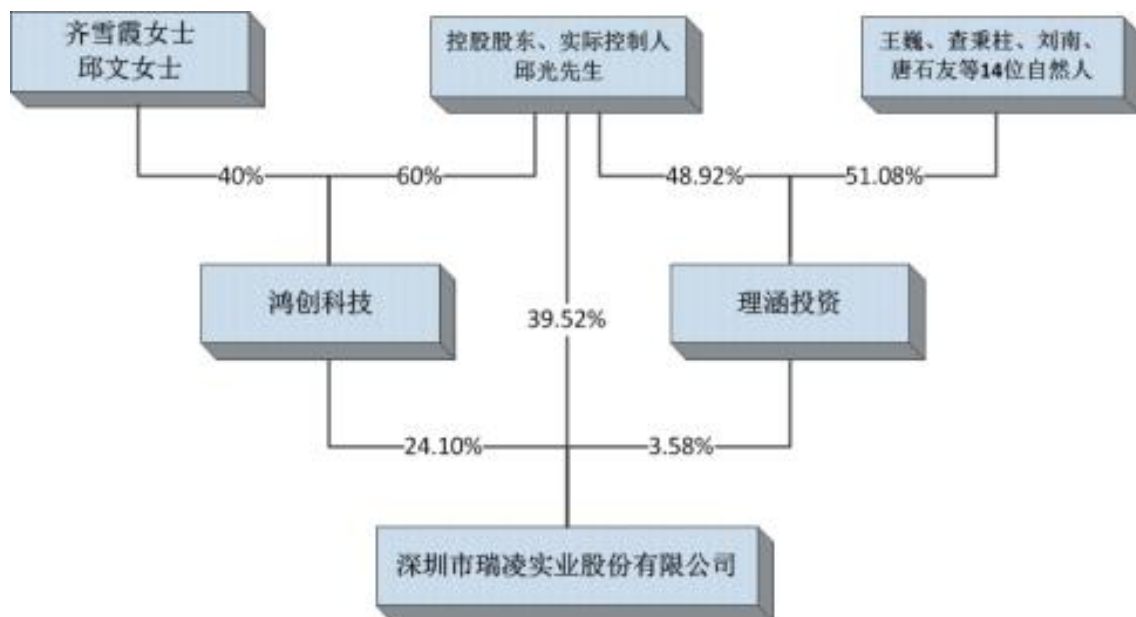 齐雪霞女士
邱文女士
控股股东、实际控制人
邱光先生
王巍、查秉柱、刘南、
唐石友等14位自然人
40%
60%
48.92%
51.08%
鸿创科技
理涵投资
39.52%
24.10%
3.58%
深圳市瑞凌实业股份有限公司